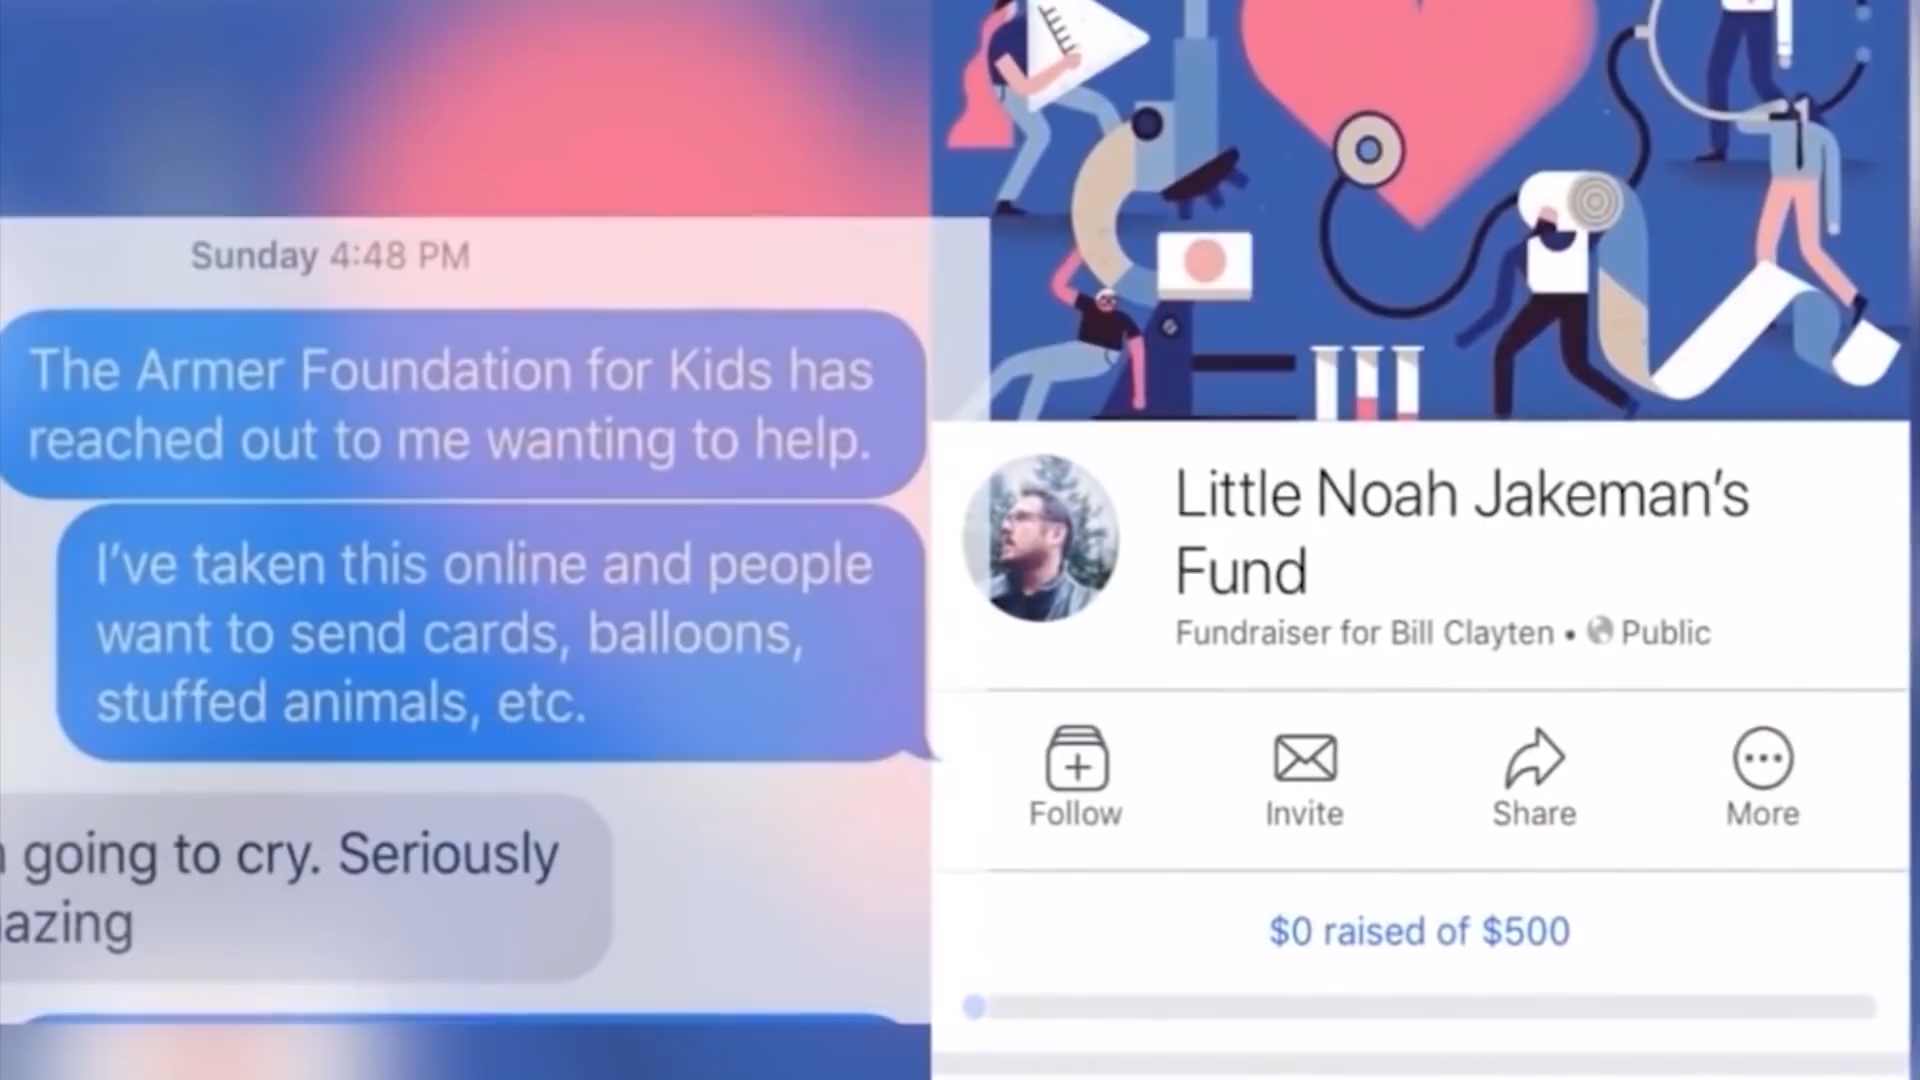 Sunday 4:48 PM
The Armer Foundation for Kids has
reached out to me wanting to help.
I've taken this online and people
want to send cards, balloons,
stuffed animals, etc.
going to cry. Seriously
Little Noah Jakeman's
Fund
Fundraiser for Bill Clayten • Public
Follow
Invite
Share
More
$0 raised of $500